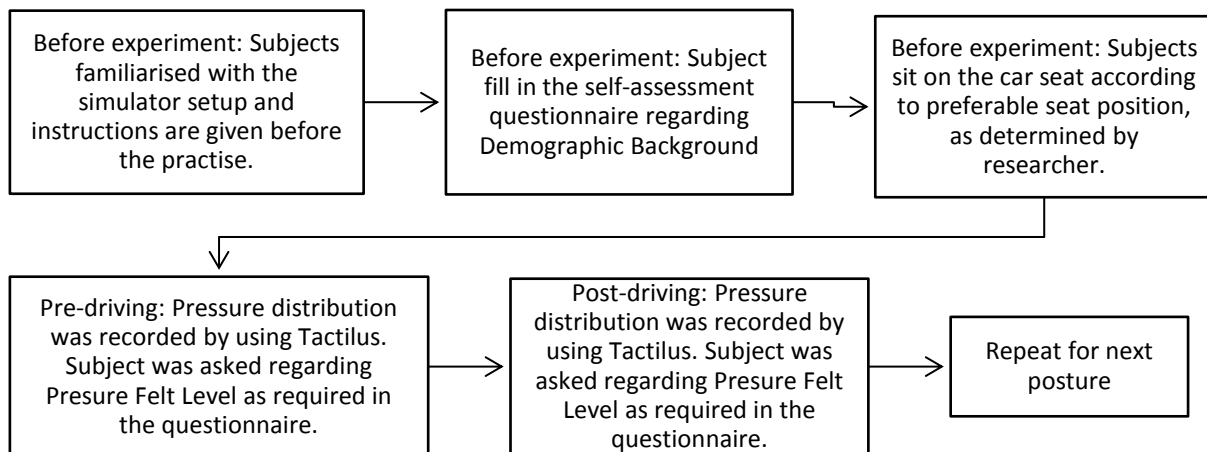 Before experiment: Subjects
familiarised with the
simulator setup and
instructions are given before
the practise.
Before experiment: Subject
fill in the self-assessment
questionnaire regarding
Demographic Background
Before experiment: Subjects
sit on the car seat according
to preferable seat position,
as determined by
researcher.
Pre-driving: Pressure distribution
was recorded by using Tactilus.
Subject was asked regarding
Presure Felt Level as required in
the questionnaire.
Post-driving: Pressure
distribution was recorded by
using Tactilus. Subject was
asked regarding Presure Felt
Level as required in the
questionnaire.
Repeat for next
posture